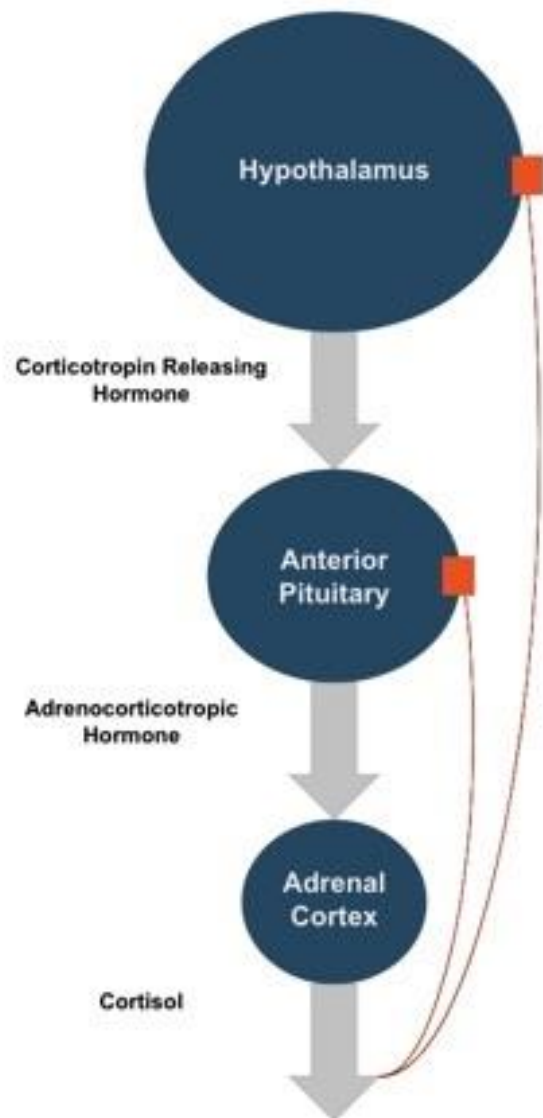 Hypothalamus
Corticotropin Releasing
Hormone
Anterior
Pituitary
Adrenocorticotropic
Hormone
Adrenal
Cortex
Cortisol